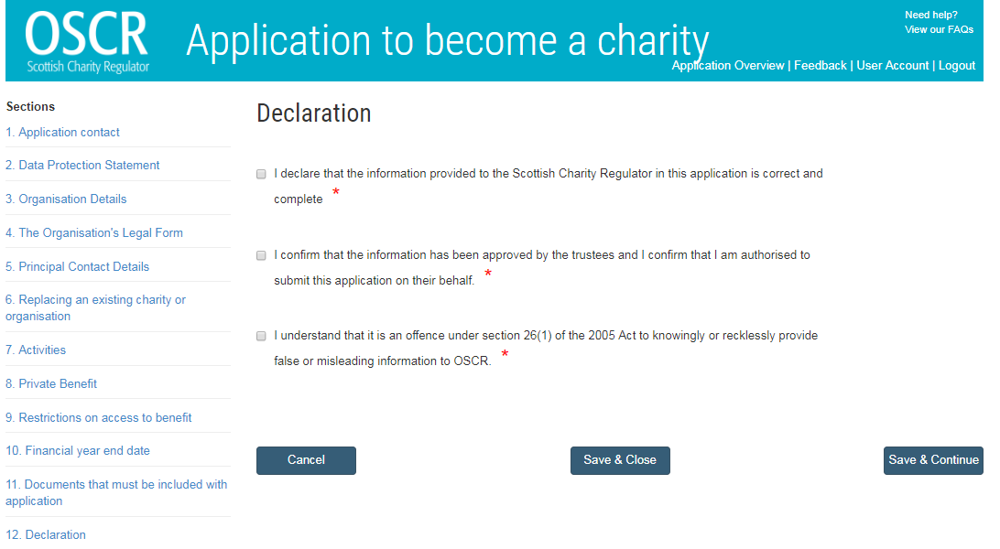 OSCR
Scottish Charity Regulator
Application to become a charity
Need help?
View our FAQs
Application Overview | Feedback | User Account | Logout
Sections
1. Application contact
2. Data Protection Statement
3. Organisation Details
4. The Organisation's Legal Form
5. Principal Contact Details
6. Replacing an existing charity or
organisation
7. Activities
8. Private Benefit
9. Restrictions on access to benefit
10. Financial year end date
11. Documents that must be included with
application
12. Declaration
Declaration
I declare that the information provided to the Scottish Charity Regulator in this application is correct and
complete *
I confirm that the information has been approved by the trustees and I confirm that I am authorised to
submit this application on their behalf. *
I understand that it is an offence under section 26(1) of the 2005 Act to knowingly or recklessly provide
false or misleading information to OSCR. *
Cancel
Save & Close
Save & Continue